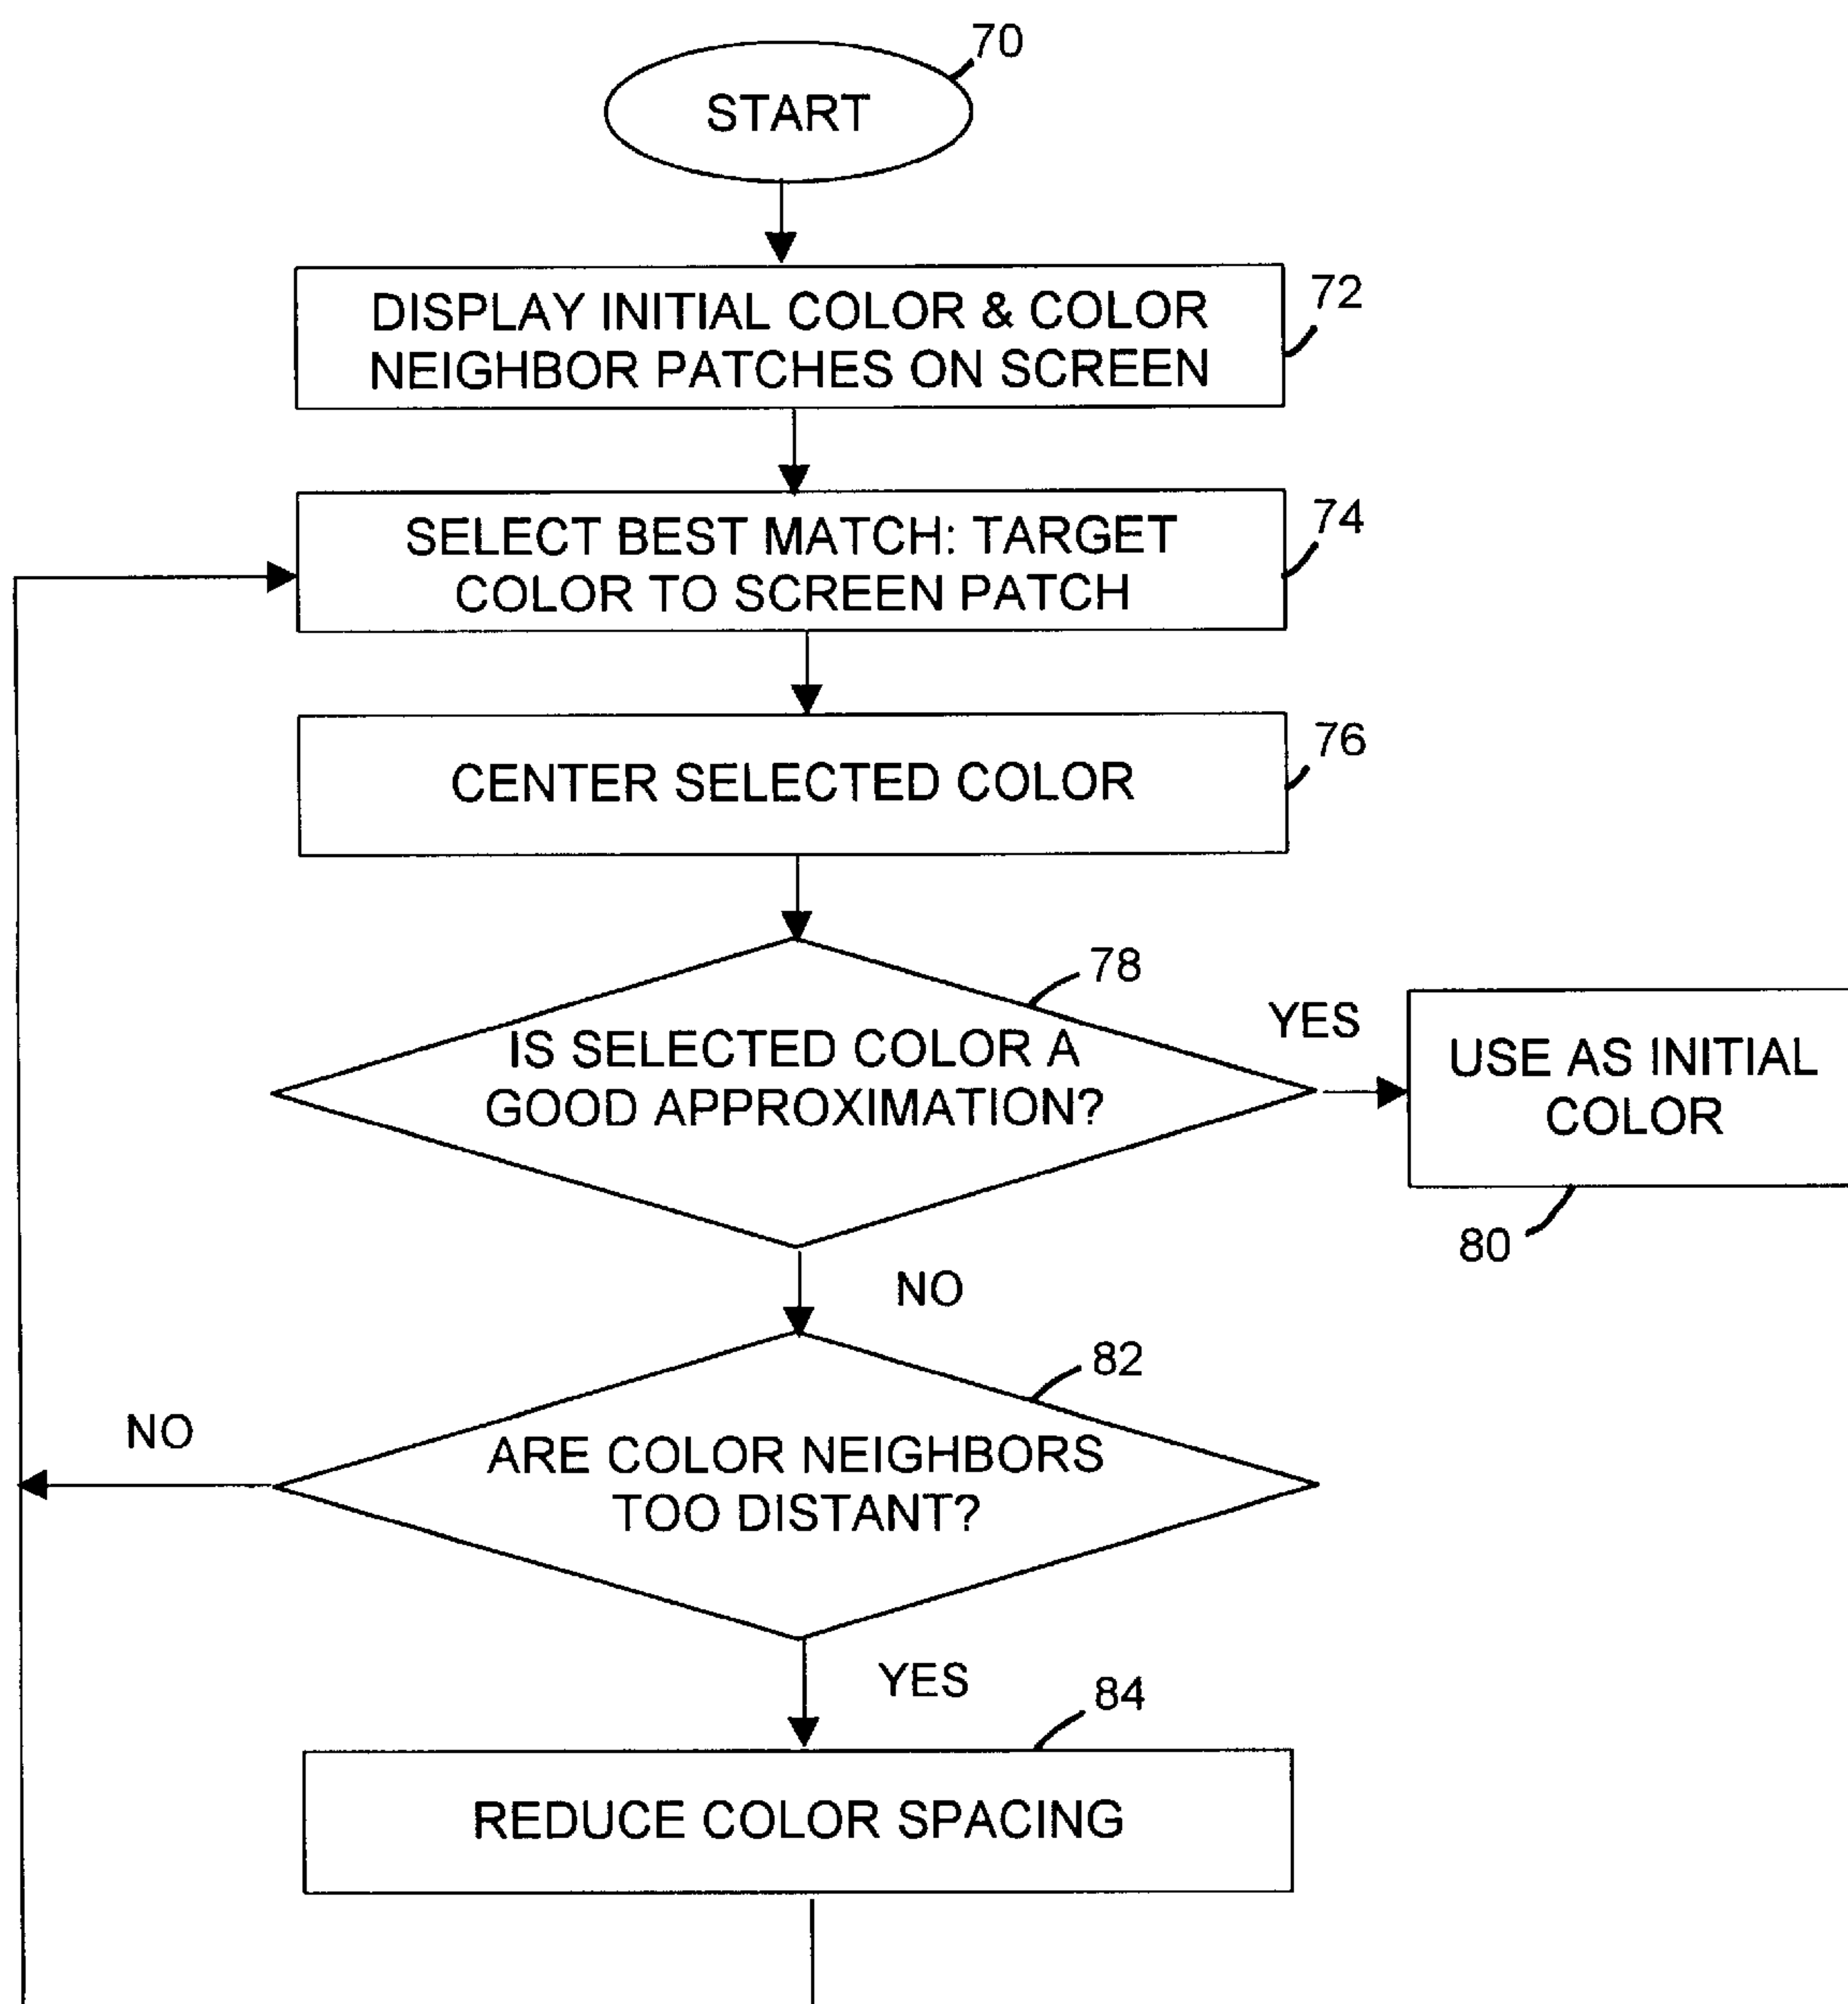 70
START
72
DISPLAY INITIAL COLOR & COLOR
NEIGHBOR PATCHES ON SCREEN
74
SELECT BEST MATCH: TARGET
COLOR TO SCREEN PATCH
76
CENTER SELECTED COLOR
78
IS SELECTED COLOR A
GOOD APPROXIMATION?
YES
USE AS INITIAL
COLOR
80
NO
82
ARE COLOR NEIGHBORS
TOO DISTANT?
NO
YES
84
REDUCE COLOR SPACING